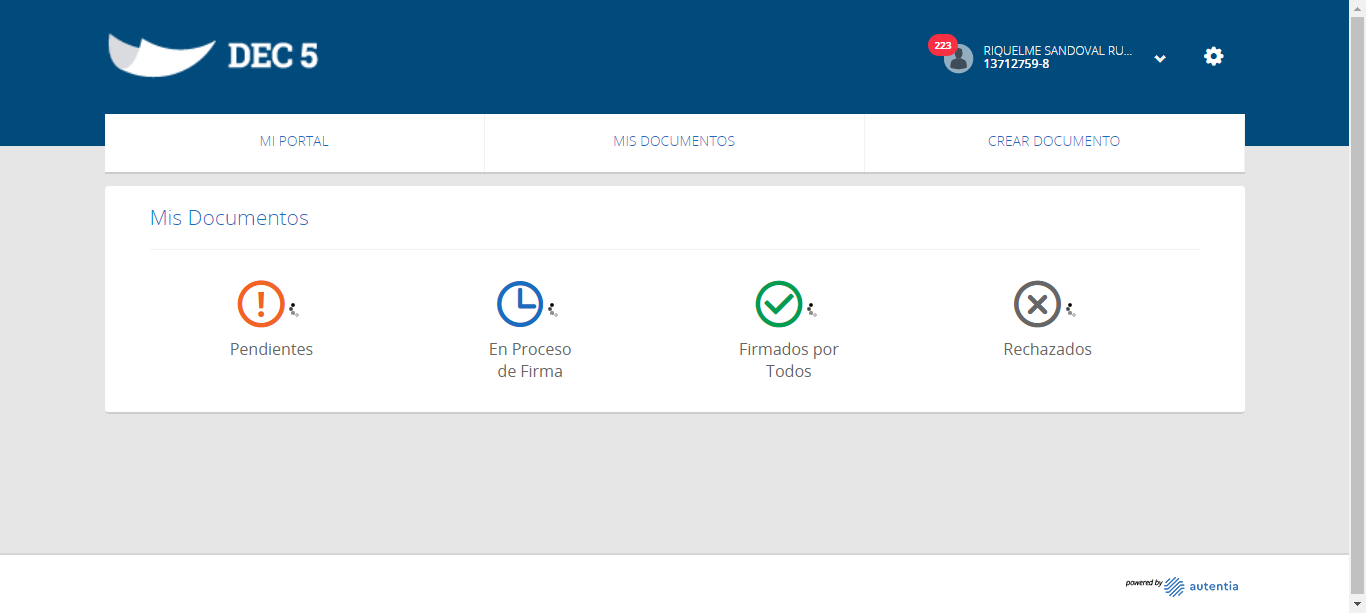 DEC 5
223
RIQUELME SANDOVAL RU...
13712759-8
MI PORTAL
MIS DOCUMENTOS
CREAR DOCUMENTO
Mis Documentos
Pendientes
En Proceso
de Firma
Firmados por
Todos
Rechazados
powered by
autentia